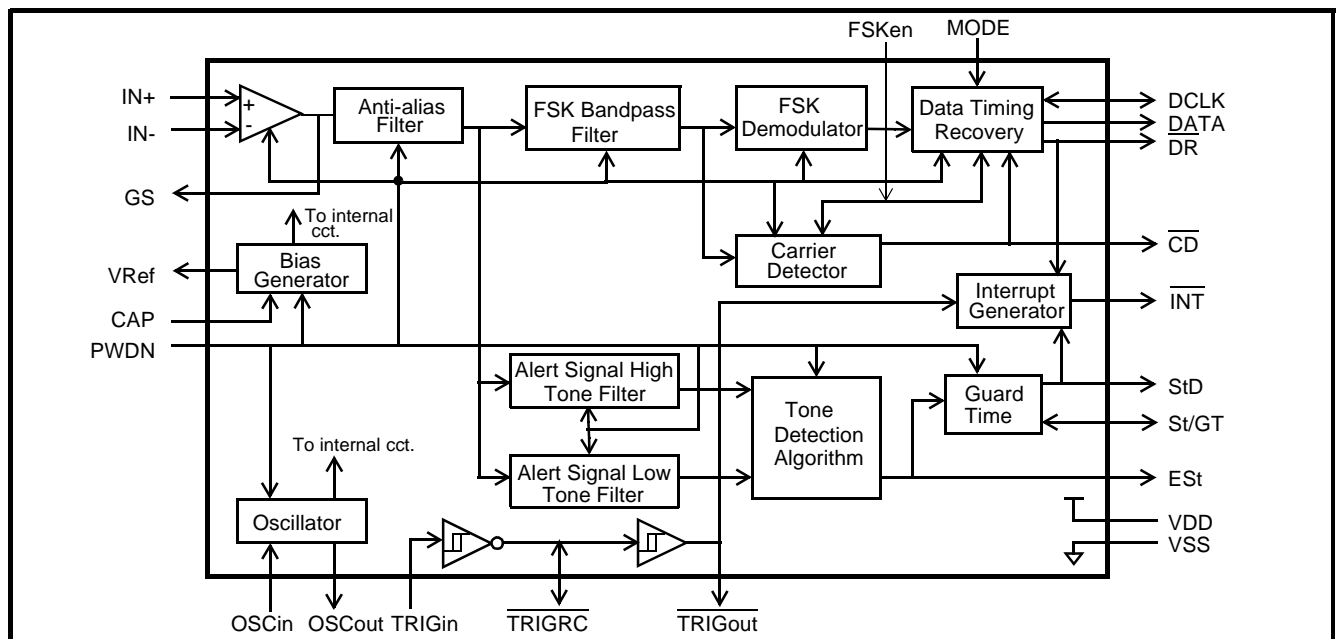 FSKen
MODE
IN+
IN-
+
-
Anti-alias
Filter
FSK Bandpass
Filter
FSK
Demodulator
Data Timing
Recovery
DCLK
DATA
DR
GS
To internal
cct.
Bias
Generator
VRef
CAP
PWDN
Carrier
Detector
CD
Interrupt
Generator
INT
Alert Signal High
Tone Filter
Alert Signal Low
Tone Filter
Tone
Detection
Algorithm
Guard
Time
StD
St/GT
ESt
To internal cct.
Oscillator
VDD
VSS
OSCin
OSCout
TRIGin
TRIGRC
TRIGout